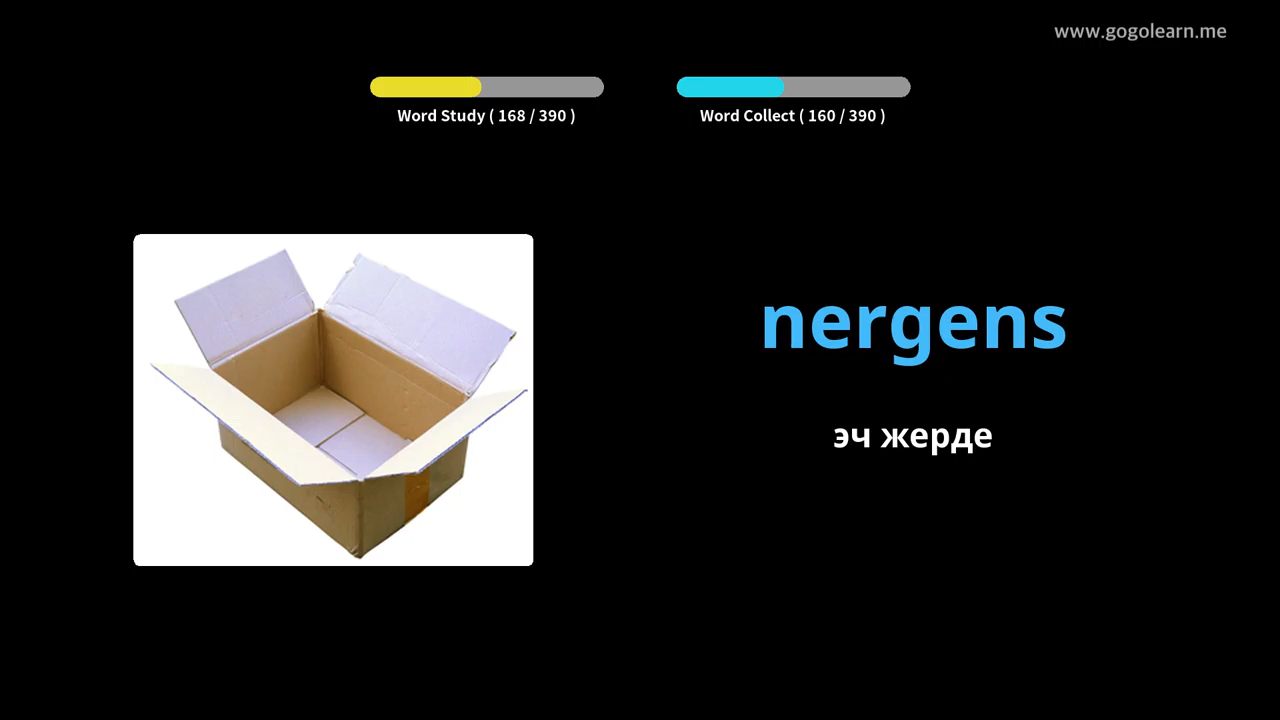 www.gogolearn.me
Word Study ( 168 / 390 )
Word Collect ( 160 / 390 )
nergens
эч жерде